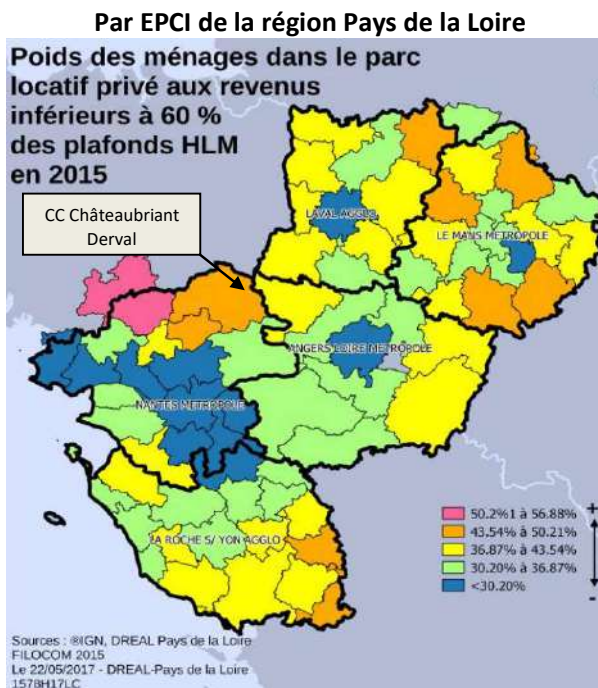 Par EPCI de la région Pays de la Loire
Poids des ménages dans le parc
locatif privé aux revenus
inférieurs à 60 %
des plafonds HLM
en 2015
CC Châteaubriant
Derval
LAVAL AGGLO
LE MANS METROPOLE
ANGERS LOIRE METROPOLE
NANTES METROPOLE
LA ROCHE S/ YON AGGLO
50.2%1 à 56.88%
43.54% à 50.21%
36.87% à 43.54%
30.20% à 36.87%
<30.20%
+
-
Sources : ®IGN, DREAL Pays de la Loire
FILOCOM 2015
Le 22/05/2017 - DREAL-Pays de la Loire
1578H17LC